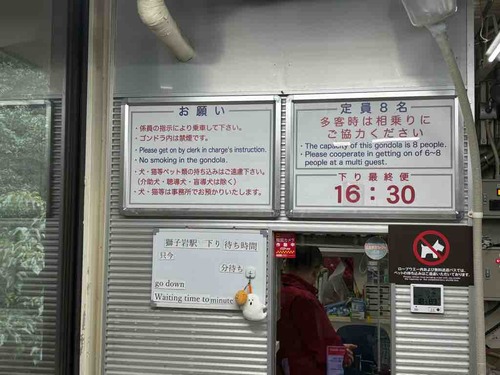 お願い
・係員の指示により乗車して下さい。
・ゴンドラ内は禁煙です。
・Please get on by clerk in charge's instruction.
・No smoking in the gondola.
・犬・猫等ペット類の持ち込みはご遠慮下さい。
(介助犬・聴導犬・盲導犬は除く)
・犬・猫等は事務所でお預かりいたします。
定員8名
多客時は相乗りに
ご協力ください
・The capacity of this gondola is 8 people.
・Please cooperate in getting on of 6~8
people at a multi guest.
下り最終便
16：30
獅子岩駅 下り 待ち時間
只今
分待ち
go down
Waiting time to minute